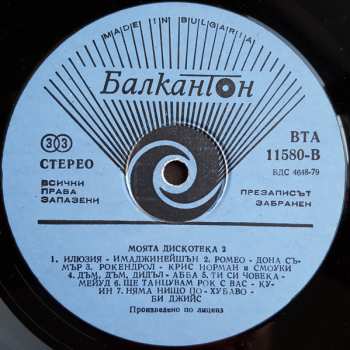 MADE IN BULGARIA
Балкантон
33
СТЕРЕО
ВСИЧКИ
ПРАВА
ЗАПАЗЕНИ
ВТА
11580-В
БДС 4648-79
ПРЕЗАПИСЪТ
ЗАБРАНЕН
МОЯТА ДИСКОТЕКА 2
1. ИЛЮЗИЯ - ИМАДЖИНЕЙШЪН 2. РОМЕО - ДОНА СЪ-
МЪР 3. РОКЕНДРОЛ - КРИС НОРМАН и СМОУКИ
4. ДЪМ, ДЪМ, ДИДЪЛ - АББА 5. ТИ СИ ЧОВЕКА -
МЕЙУД 6. ЩЕ ТАНЦУВАМ РОК С ВАС - КУ-
ИН 7. НЯМА НИЩО ПО - ХУБАВО -
БИ ДЖИЙС
Произведено по лиценз